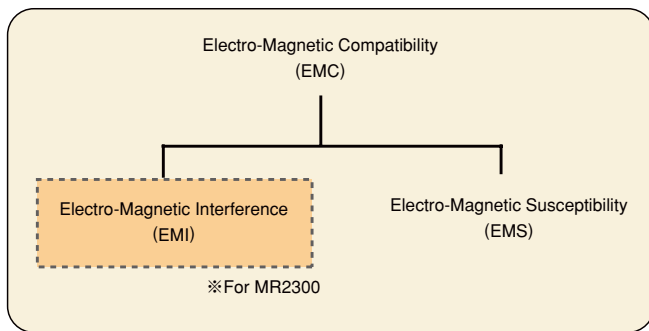 Electro-Magnetic Compatibility
(EMC)
Electro-Magnetic Interference
(EMI)
Electro-Magnetic Susceptibility
(EMS)
※For MR2300